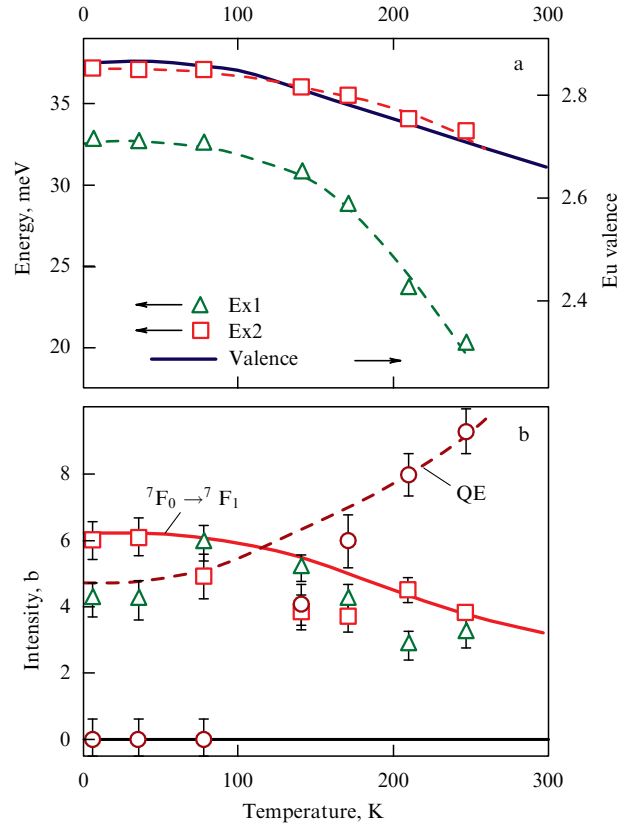 0 100 200 300
a
35
30
25
20
Energy, meV
2.8
2.6
2.4
Eu valence
Ex1
Ex2
Valence
b
8
6
4
2
0
Intensity, b
⁷F₀ → ⁷F₁
QE
0 100 200 300
Temperature, K